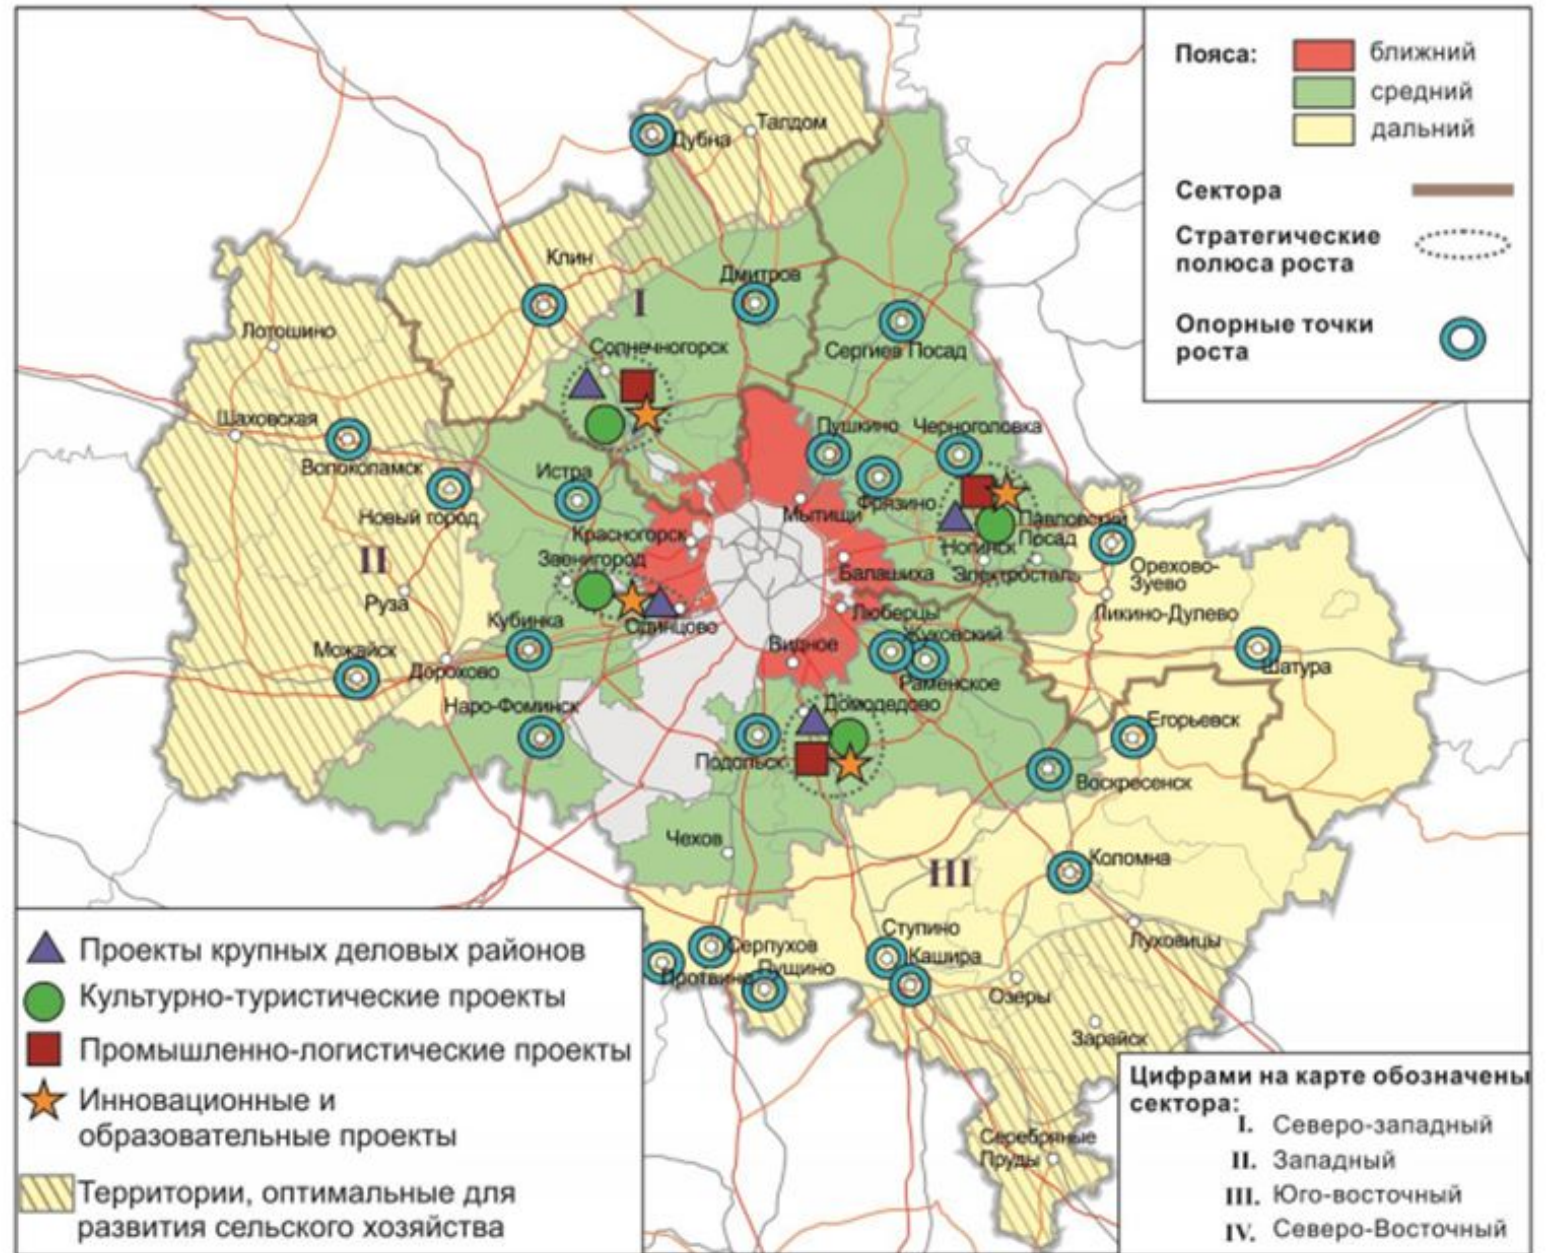 Пояса:
ближний
средний
дальний
Сектора
Стратегические
полюса роста
Опорные точки
роста
Дубна
Талдом
Клин
Дмитров
I
Лотошино
Солнечногорск
Сергиев Посад
Шаховская
Волоколамск
Пушкино
Черноголовка
Истра
Новый город
Фрязино
Мытищи
Красногорск
Павловский
Посад
Ногинск
II
Звенигород
Электросталь
Балашиха
Орехово-
Зуево
Руза
Ликино-Дулево
Кубинка
Одинцово
Люберцы
Жуковский
Видное
Можайск
Дорохово
Шатура
Раменское
Наро-Фоминск
Домодедово
Егорьевск
Подольск
Воскресенск
Чехов
Коломна
III
Ступино
Луховицы
Серпухов
Кашира
Протвино
Пущино
Озеры
Зарайск
Серебряные
Пруды
Проекты крупных деловых районов
Культурно-туристические проекты
Промышленно-логистические проекты
Инновационные и
образовательные проекты
Территории, оптимальные для
развития сельского хозяйства
Цифрами на карте обозначены
сектора:
I. Северо-западный
II. Западный
III. Юго-восточный
IV. Северо-Восточный